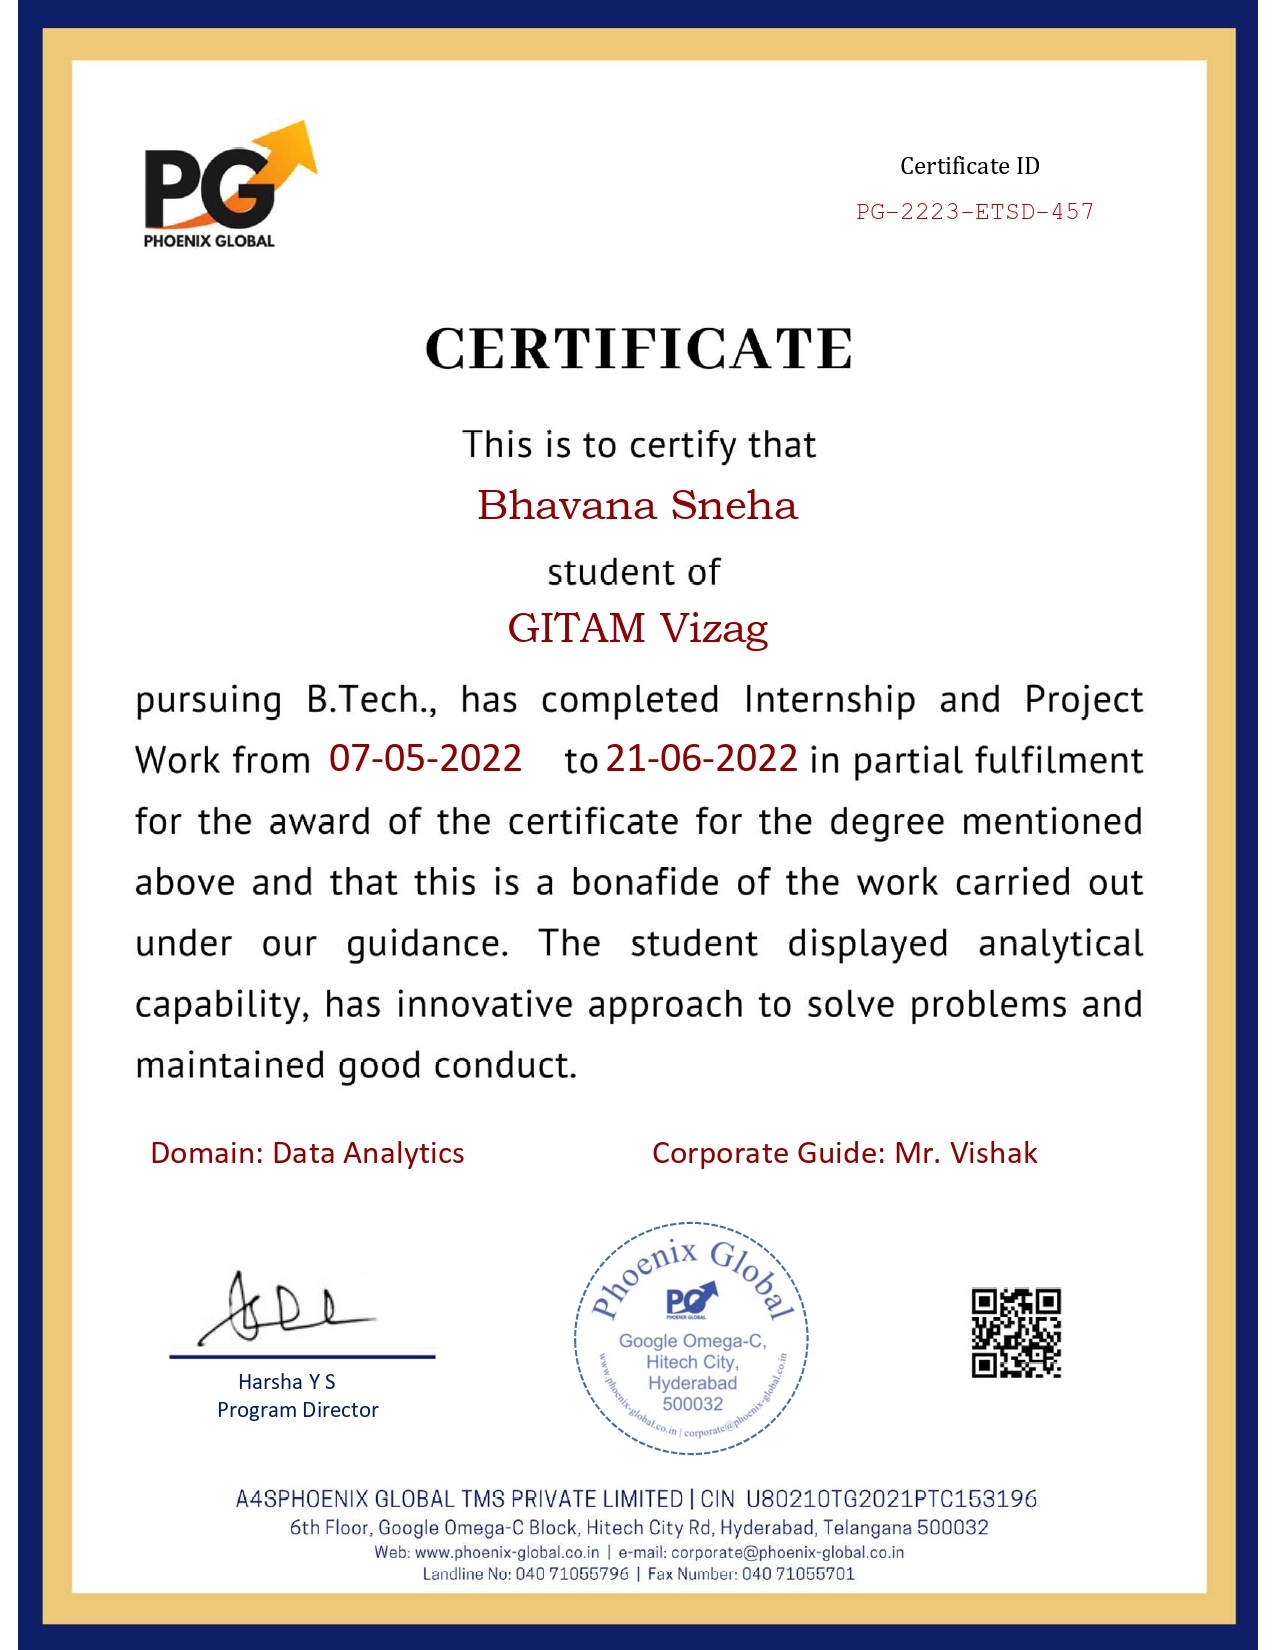 PG
PHOENIX GLOBAL
Certificate ID
PG-2223-ETSD-457
CERTIFICATE
This is to certify that
Bhavana Sneha
student of
GITAM Vizag
pursuing B.Tech., has completed Internship and Project
Work from 07-05-2022 to 21-06-2022 in partial fulfilment
for the award of the certificate for the degree mentioned
above and that this is a bonafide of the work carried out
under our guidance. The student displayed analytical
capability, has innovative approach to solve problems and
maintained good conduct.
Domain: Data Analytics
Corporate Guide: Mr. Vishak
Harsha Y S
Program Director
Phoenix Global
PG
PHOENIX GLOBAL
Google Omega-C,
Hitech City,
Hyderabad
500032
www.phoenix-global.co.in | corporate@phoenix-global.co.in
A4SPHOENIX GLOBAL TMS PRIVATE LIMITED | CIN U80210TG2021PTC153196
6th Floor, Google Omega-C Block, Hitech City Rd, Hyderabad, Telangana 500032
Web: www.phoenix-global.co.in | e-mail: corporate@phoenix-global.co.in
Landline No: 040 71055796 | Fax Number: 040 71055701